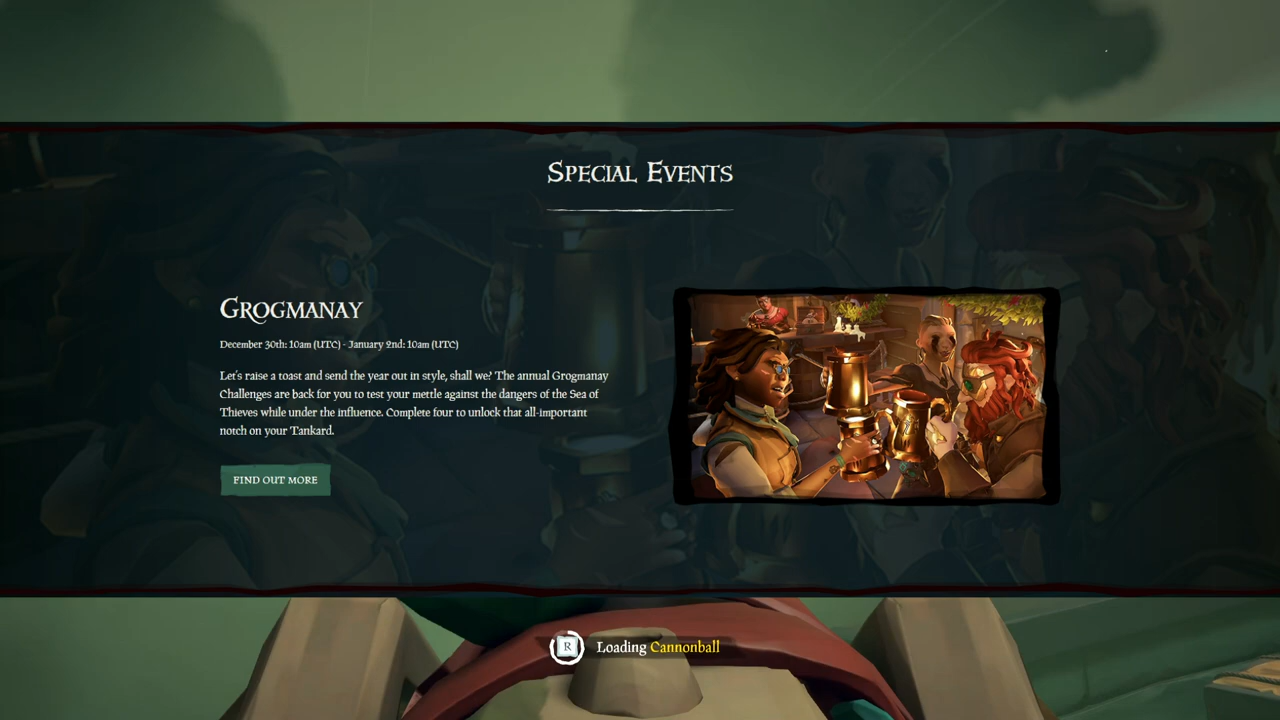 Special Events
Grogmanay
December 30th: 10am (UTC) - January 2nd: 10am (UTC)
Let's raise a toast and send the year out in style, shall we? The annual Grogmanay
Challenges are back for you to test your mettle against the dangers of the Sea of
Thieves while under the influence. Complete four to unlock that all-important
notch on your Tankard.
FIND OUT MORE
R Loading Cannonball